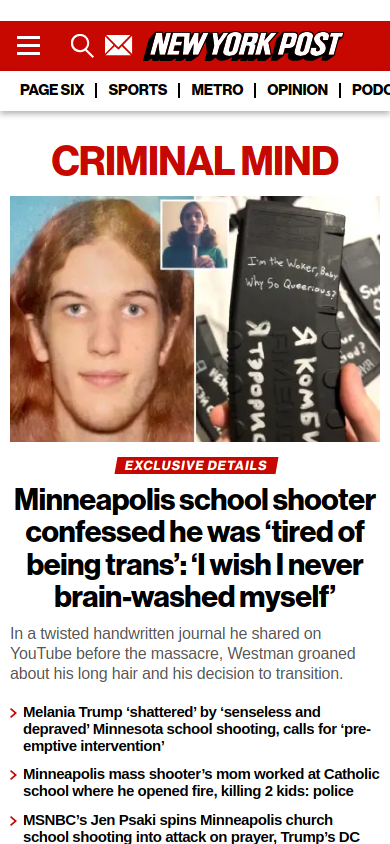 NEW YORK POST
PAGE SIX | SPORTS | METRO | OPINION | PODC
CRIMINAL MIND
I'm the Woker, Baby
Why So Queerious?
EXCLUSIVE DETAILS
Minneapolis school shooter
confessed he was ‘tired of
being trans’: ‘I wish I never
brain-washed myself’
In a twisted handwritten journal he shared on
YouTube before the massacre, Westman groaned
about his long hair and his decision to transition.
Melania Trump ‘shattered’ by ‘senseless and
depraved’ Minnesota school shooting, calls for ‘pre-
emptive intervention’
Minneapolis mass shooter’s mom worked at Catholic
school where he opened fire, killing 2 kids: police
MSNBC’s Jen Psaki spins Minneapolis church
school shooting into attack on prayer, Trump’s DC